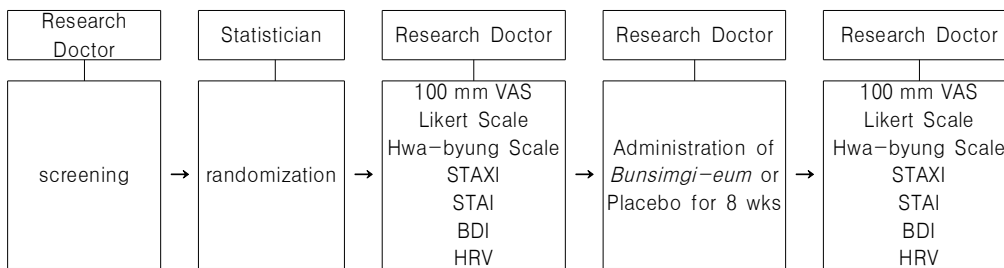 Research
Doctor
Statistician
Research Doctor
Research Doctor
Research Doctor
screening
→
randomization
→
100 mm VAS
Likert Scale
Hwa-byung Scale
STAXI
STAI
BDI
HRV
→
Administration of
Bunsimgi-eum or
Placebo for 8 wks
→
100 mm VAS
Likert Scale
Hwa-byung Scale
STAXI
STAI
BDI
HRV